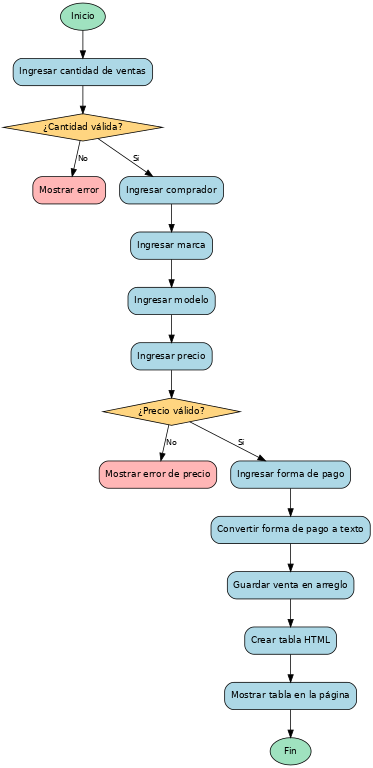 Inicio
Ingresar cantidad de ventas
¿Cantidad válida?
No
Sí
Mostrar error
Ingresar comprador
Ingresar marca
Ingresar modelo
Ingresar precio
¿Precio válido?
No
Sí
Mostrar error de precio
Ingresar forma de pago
Convertir forma de pago a texto
Guardar venta en arreglo
Crear tabla HTML
Mostrar tabla en la página
Fin